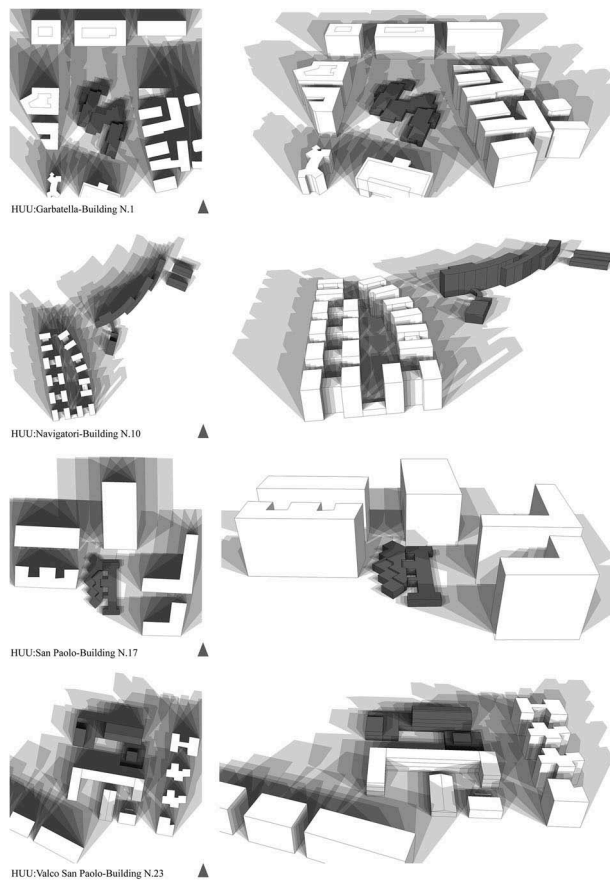 HUU:Garbatella-Building N.1
HUU:Navigatori-Building N.10
HUU:San Paolo-Building N.17
HUU:Valco San Paolo-Building N.23